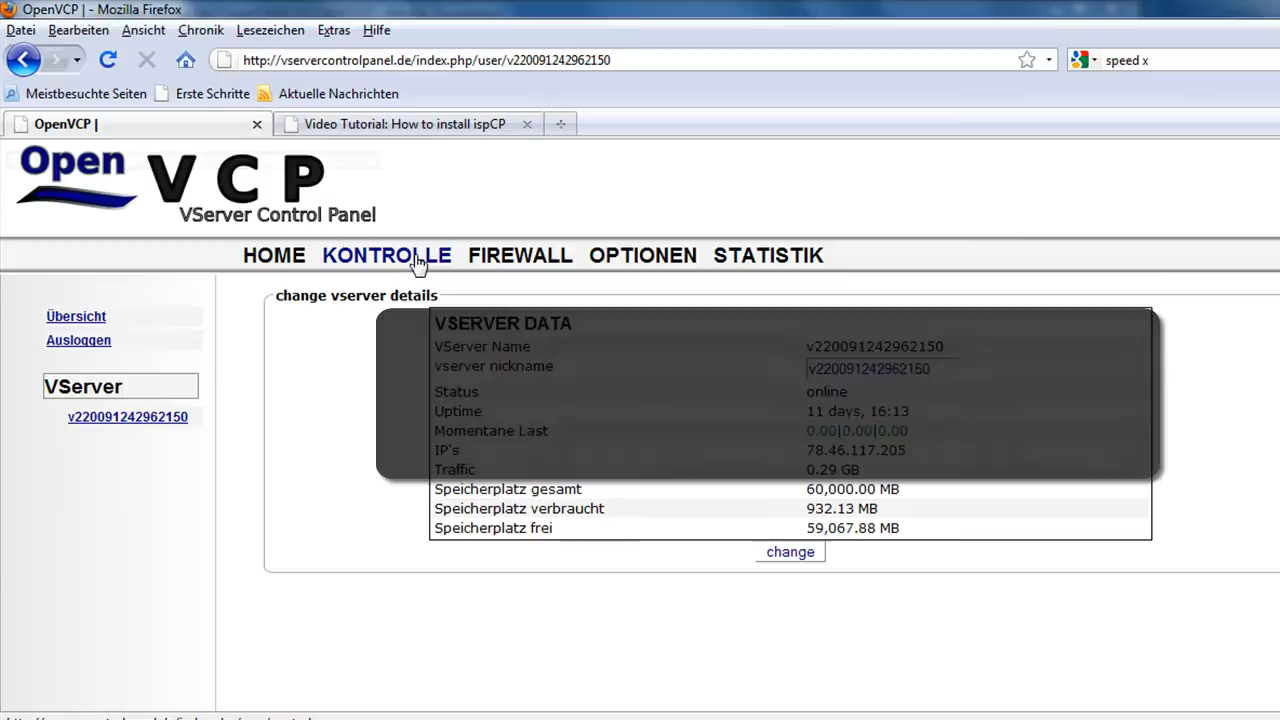 OpenVCP | - Mozilla Firefox
Datei Bearbeiten Ansicht Chronik Lesezeichen Extras Hilfe
http://vservercontrolpanel.de/index.php/user/v220091242962150
speed x
Meistbesuchte Seiten Erste Schritte Aktuelle Nachrichten
OpenVCP | Video Tutorial: How to install ispCP
Open VCP
VServer Control Panel
HOME KONTROLLE FIREWALL OPTIONEN STATISTIK
Übersicht
Ausloggen
VServer
v220091242962150
change vserver details
VSERVER DATA
VServer Name v220091242962150
vserver nickname v220091242962150
Status online
Uptime 11 days, 16:13
Momentane Last 0.00|0.00|0.00
IP's 78.46.117.205
Traffic 0.29 GB
Speicherplatz gesamt 60,000.00 MB
Speicherplatz verbraucht 932.13 MB
Speicherplatz frei 59,067.88 MB
change